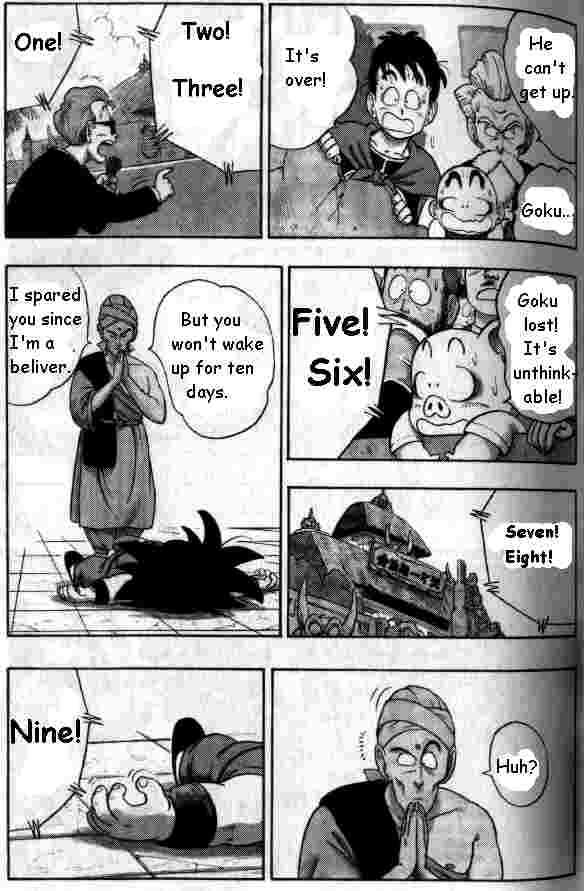 One!
Two!
Three!
It's
over!
He
can't
get up.
Goku...
I spared
you since
I'm a
beliver.
But you
won't wake
up for ten
days.
Five!
Six!
Goku
lost!
It's
unthink-
able!
Seven!
Eight!
Nine!
Huh?